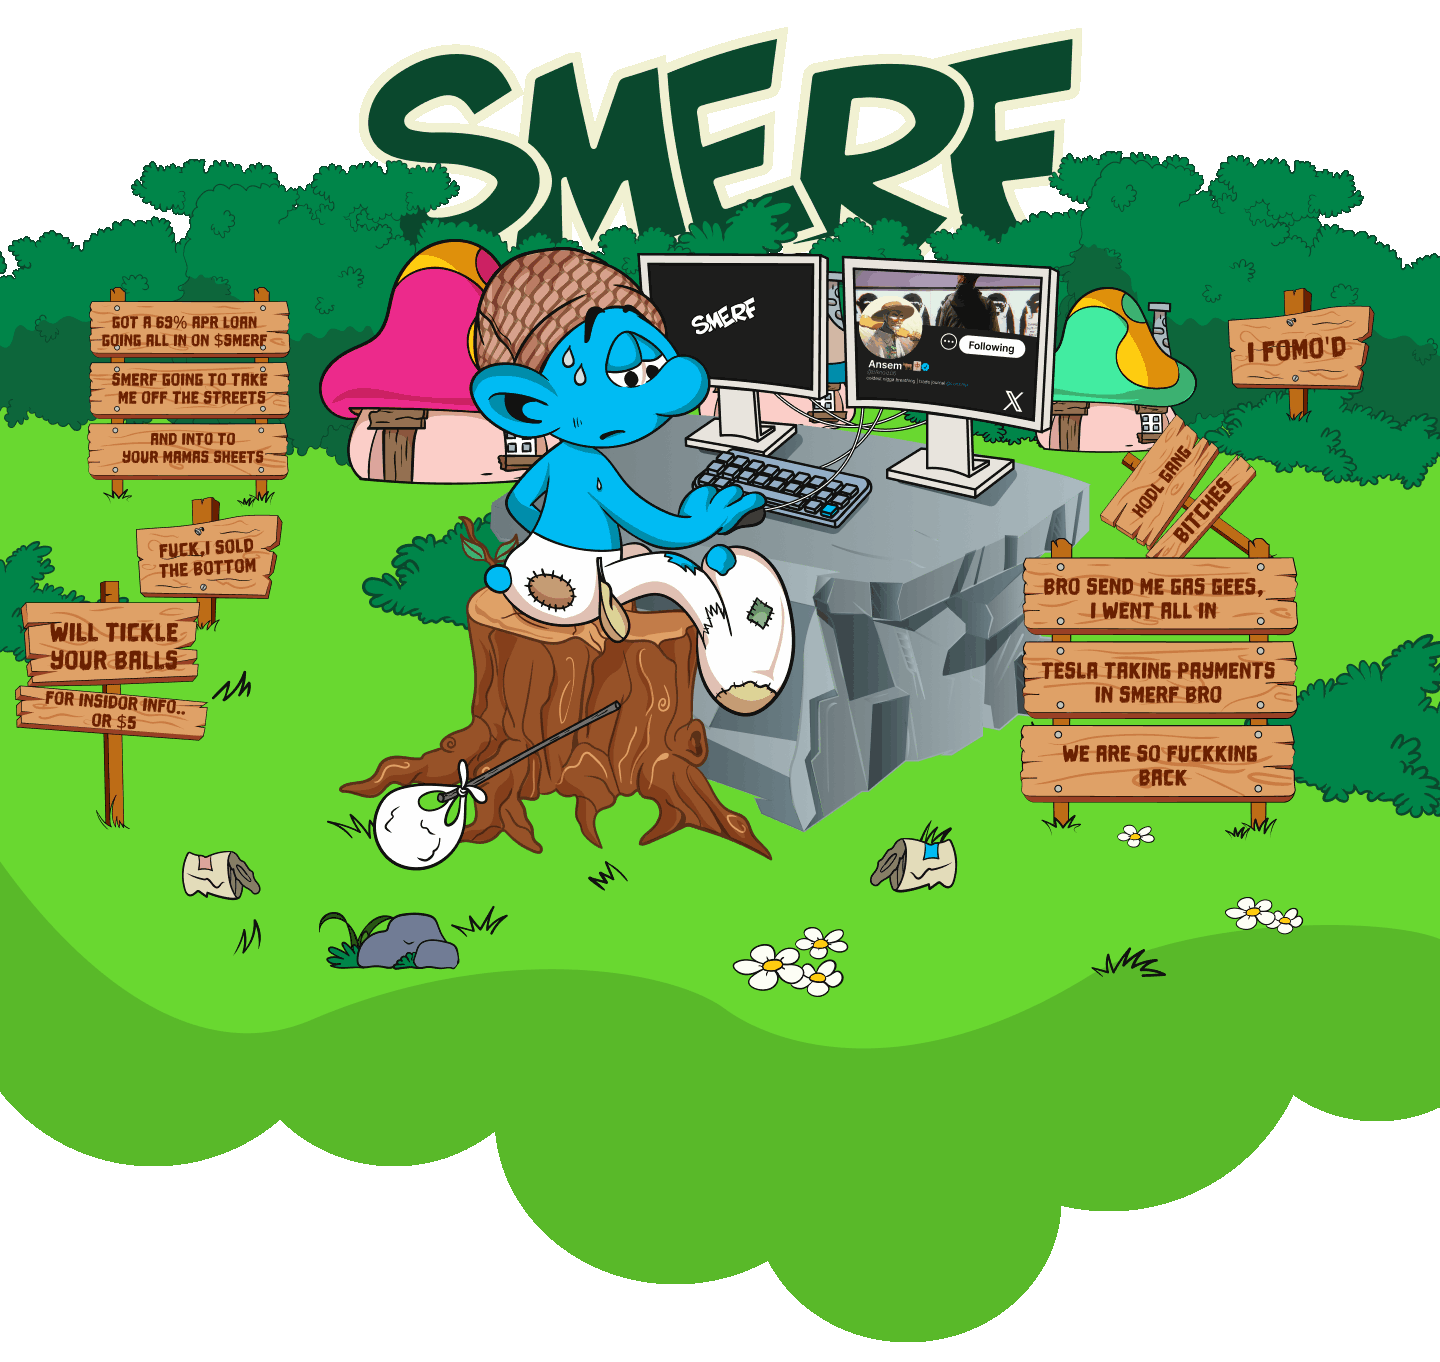 SMERF
GOT A 69% APR LOAN
GOING ALL IN ON $SMERF
SMERF GOING TO TAKE
ME OFF THE STREETS
AND INTO TO
YOUR MAMAS SHEETS
FUCK,I SOLD
THE BOTTOM
WILL TICKLE
YOUR BALLS
FOR INSIDOR INFO..
OR $5
SMERF
Following
Ansem
I FOMO'D
HODL GANG
BITCHES
BRO SEND ME GAS GEES,
I WENT ALL IN
TESLA TAKING PAYMENTS
IN SMERF BRO
WE ARE SO FUCKKING
BACK